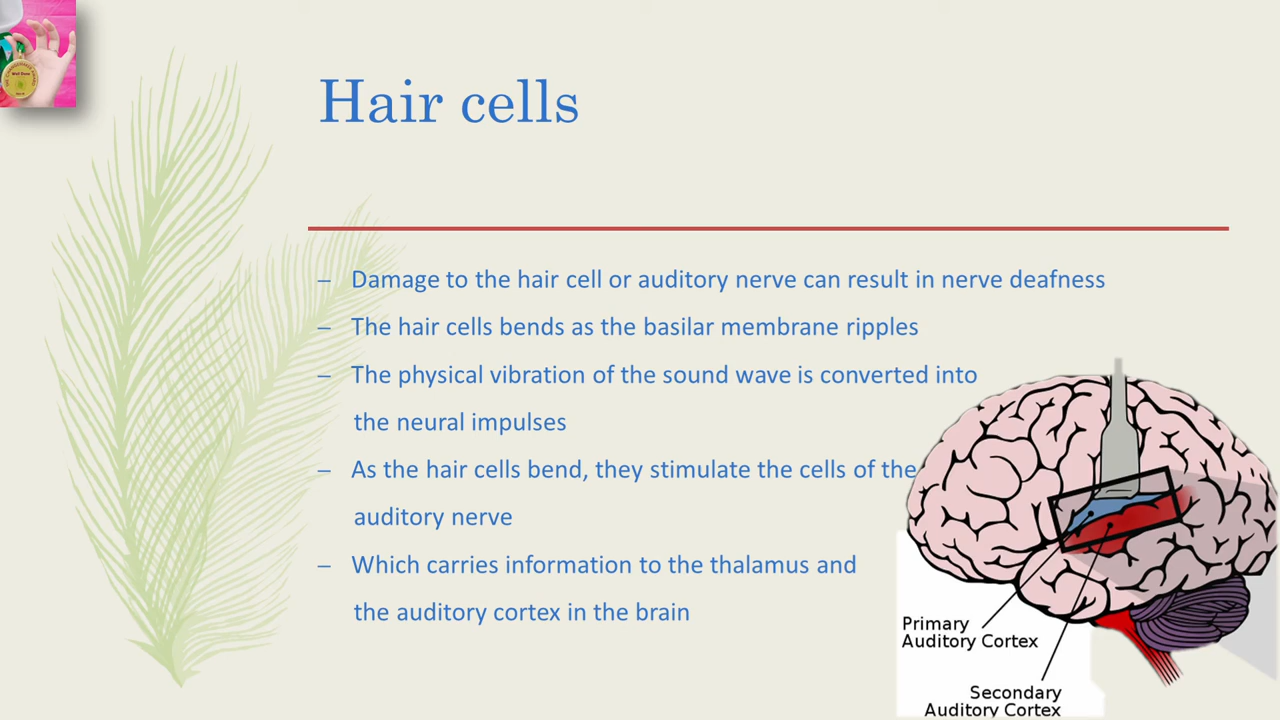 Hair cells
– Damage to the hair cell or auditory nerve can result in nerve deafness
– The hair cells bends as the basilar membrane ripples
– The physical vibration of the sound wave is converted into
the neural impulses
– As the hair cells bend, they stimulate the cells of the
auditory nerve
– Which carries information to the thalamus and
the auditory cortex in the brain
Primary
Auditory Cortex
Secondary
Auditory Cortex
Well Done